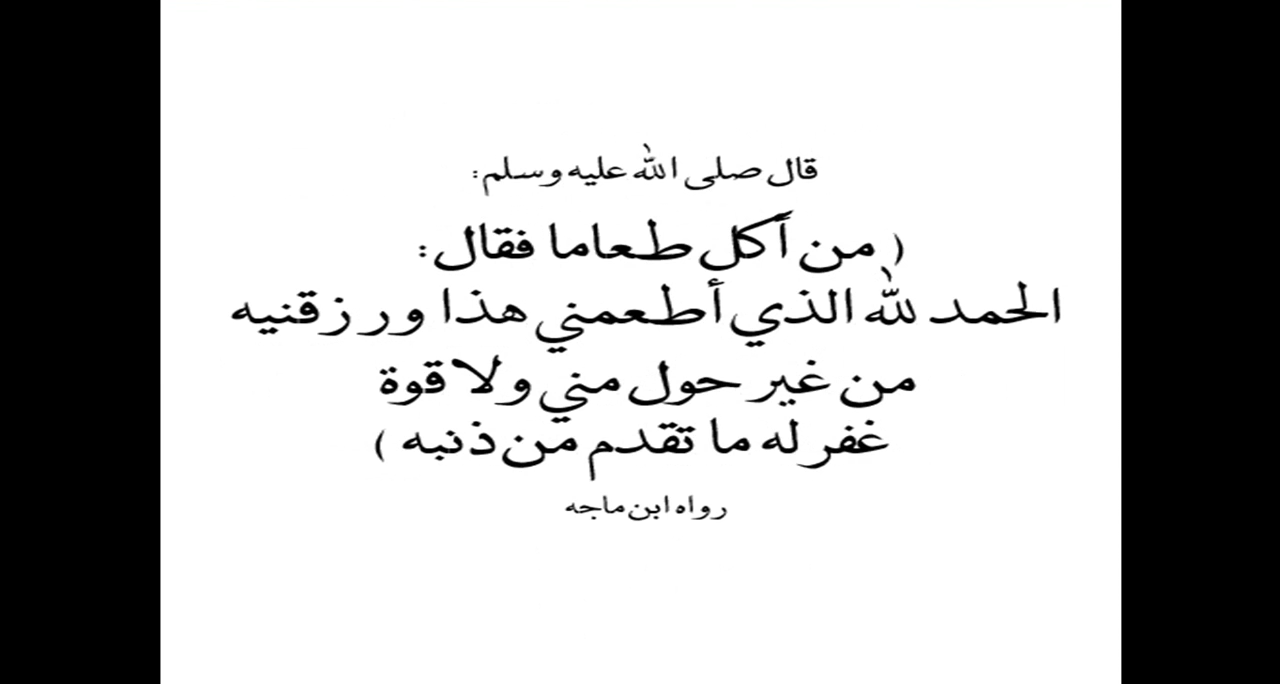 قال صلى الله عليه وسلم:
( من أكل طعاما فقال:
الحمد لله الذي أطعمني هذا ورزقنيه
من غير حول مني ولا قوة
غفر له ما تقدم من ذنبه )
رواه ابن ماجه